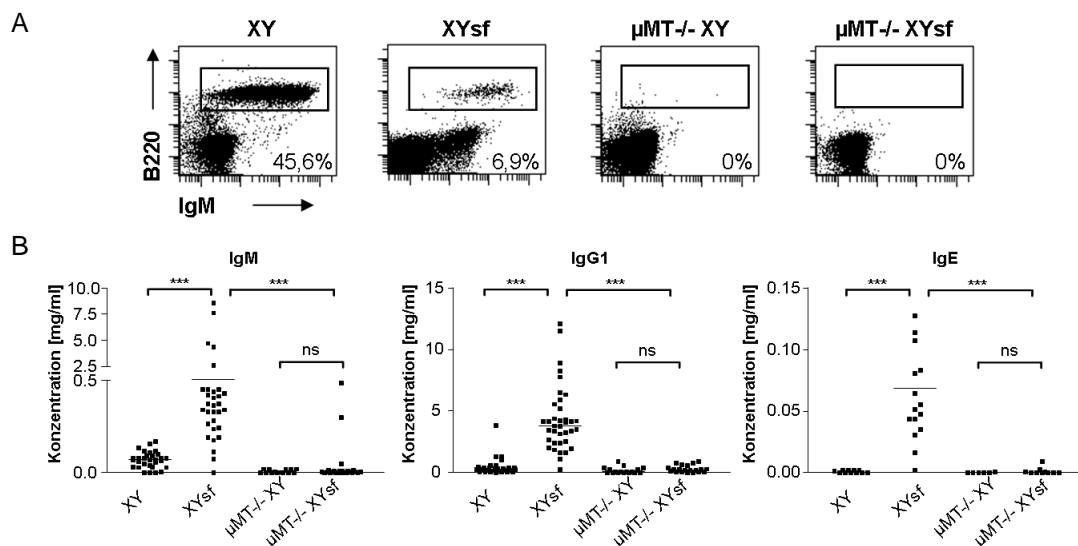 A
XY XYsf µMT-/- XY µMT-/- XYsf
B220
45,6% 6,9% 0% 0%
IgM
B
IgM IgG1 IgE
Konzentration [mg/ml]
10.0
7.5
5.0
2.5
0.5
0.0
*** ***
ns
XY XYsf µMT-/- XY uMT-/- XYsf
Konzentration [mg/ml]
15
10
5
0
*** ***
ns
XY XYsf µMT-/- XY uMT-/- XYsf
Konzentration [mg/ml]
0.15
0.10
0.05
0.00
*** ***
ns
XY XYsf µMT-/- XY uMT-/- XYsf